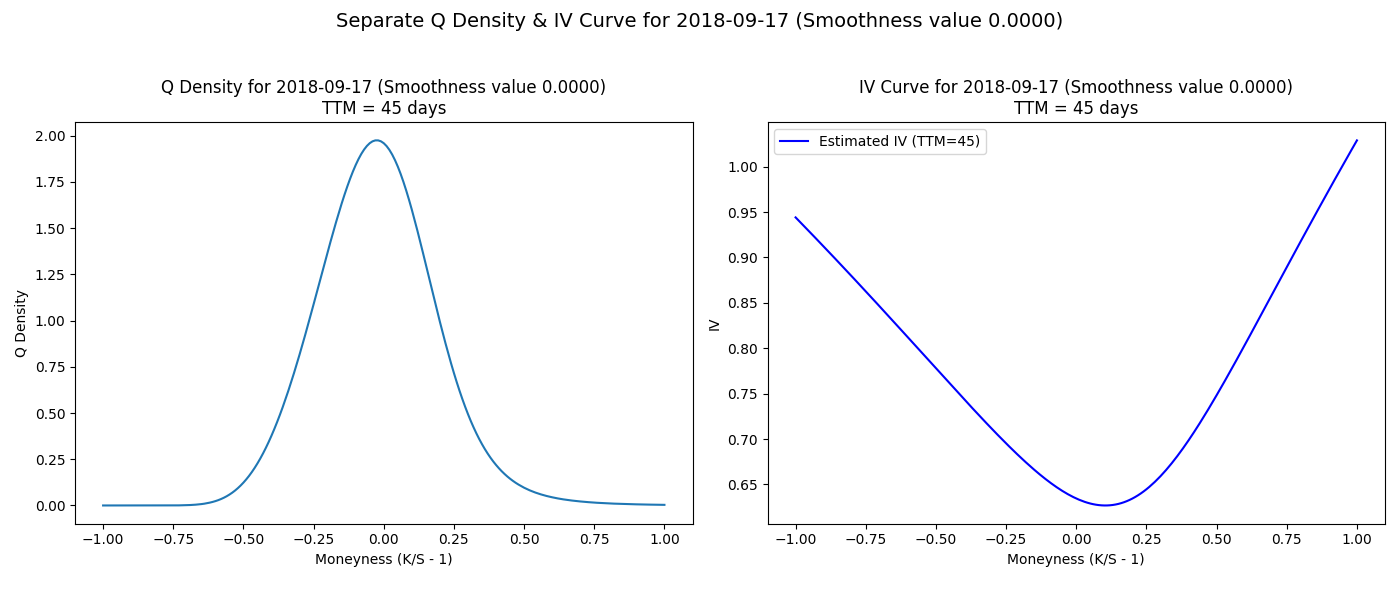 Separate Q Density & IV Curve for 2018-09-17 (Smoothness value 0.0000)
Q Density for 2018-09-17 (Smoothness value 0.0000)
TTM = 45 days
2.00
1.75
1.50
1.25
1.00
0.75
0.50
0.25
0.00
Q Density
−1.00 −0.75 −0.50 −0.25 0.00 0.25 0.50 0.75 1.00
Moneyness (K/S - 1)
IV Curve for 2018-09-17 (Smoothness value 0.0000)
TTM = 45 days
Estimated IV (TTM=45)
1.00
0.95
0.90
0.85
0.80
0.75
0.70
0.65
IV
−1.00 −0.75 −0.50 −0.25 0.00 0.25 0.50 0.75 1.00
Moneyness (K/S - 1)